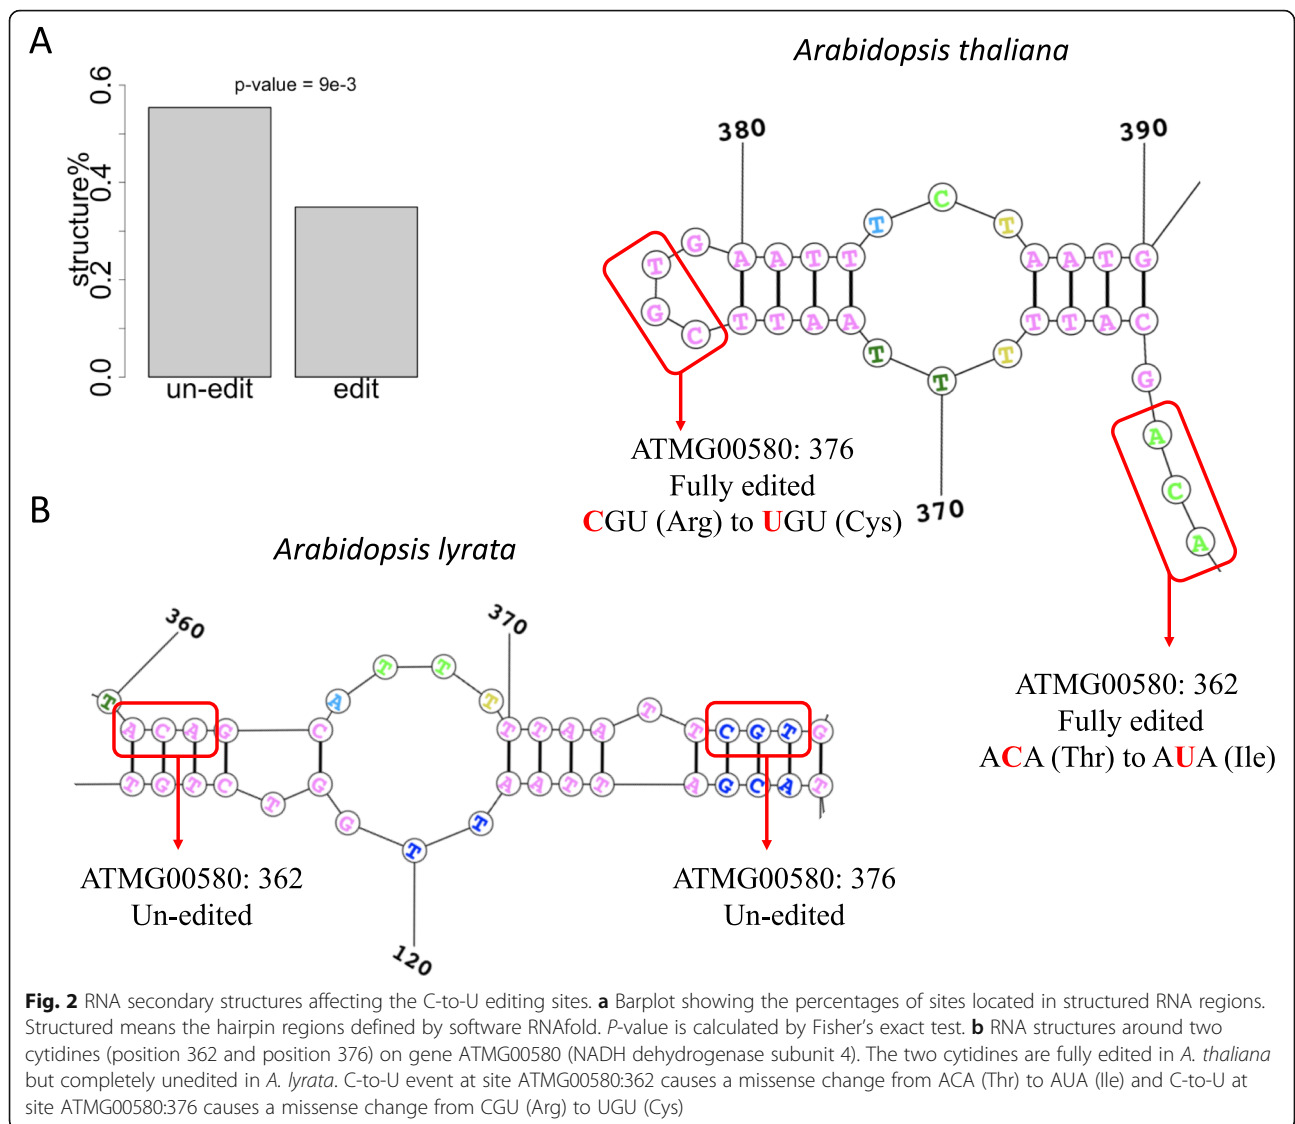 A
p-value = 9e-3
structure%
0.6
0.4
0.2
0.0
un-edit
edit
Arabidopsis thaliana
380
390
T C T
G A A T T A A T G
T
G
C T T A A T T A C
T T T
G
A
C
A
370
ATMG00580: 376
Fully edited
CGU (Arg) to UGU (Cys)
ATMG00580: 362
Fully edited
ACA (Thr) to AUA (Ile)
B
Arabidopsis lyrata
360
370
T A C A G C A T T T T T A A T T C G T G
T G T C T G G T T A A T T A G C A T
120
ATMG00580: 362
Un-edited
ATMG00580: 376
Un-edited
Fig. 2 RNA secondary structures affecting the C-to-U editing sites. a Barplot showing the percentages of sites located in structured RNA regions.
Structured means the hairpin regions defined by software RNAfold. P-value is calculated by Fisher's exact test. b RNA structures around two
cytidines (position 362 and position 376) on gene ATMG00580 (NADH dehydrogenase subunit 4). The two cytidines are fully edited in A. thaliana
but completely unedited in A. lyrata. C-to-U event at site ATMG00580:362 causes a missense change from ACA (Thr) to AUA (Ile) and C-to-U at
site ATMG00580:376 causes a missense change from CGU (Arg) to UGU (Cys)